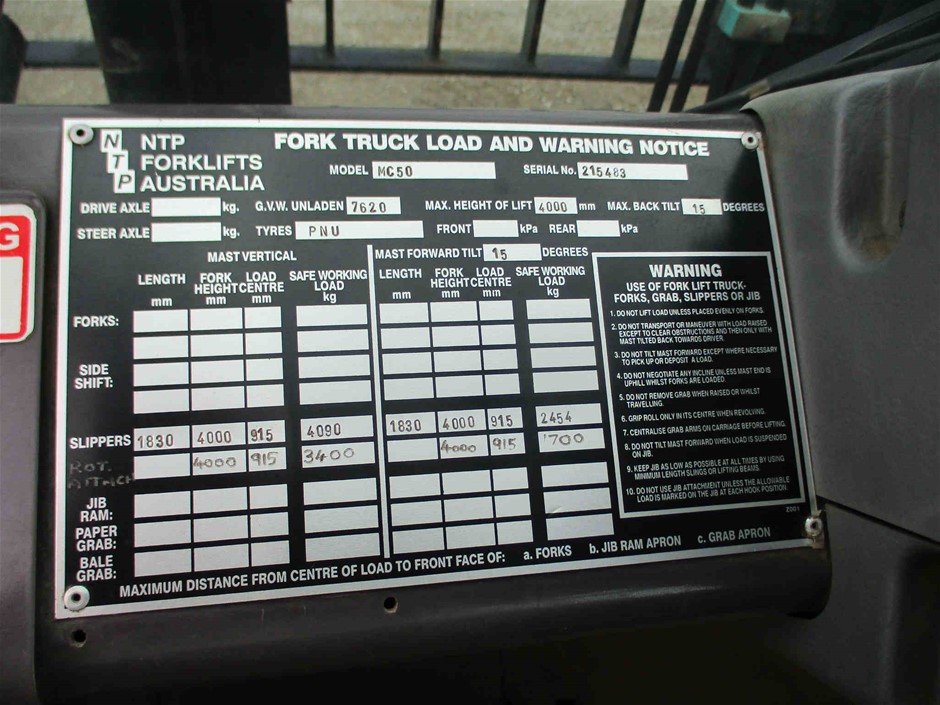 G
NTP
NTP
FORKLIFTS
AUSTRALIA
FORK TRUCK LOAD AND WARNING NOTICE
MODEL MC50 SERIAL No. 215483
DRIVE AXLE kg. G.V.W. UNLADEN 7620 MAX. HEIGHT OF LIFT 4000 mm MAX. BACK TILT 15 DEGREES
STEER AXLE kg. TYRES PNU FRONT kPa REAR kPa
MAST VERTICAL MAST FORWARD TILT 15 DEGREES
LENGTH mm FORK HEIGHT mm LOAD CENTRE mm SAFE WORKING LOAD kg LENGTH mm FORK HEIGHT mm LOAD CENTRE mm SAFE WORKING LOAD kg
FORKS:
SIDE SHIFT:
SLIPPERS 1830 4000 915 4090 1830 4000 915 2454
ROT. ATTACH 4000 915 3400 4000 915 1700
JIB RAM:
PAPER GRAB:
BALE GRAB:
MAXIMUM DISTANCE FROM CENTRE OF LOAD TO FRONT FACE OF: a. FORKS b. JIB RAM APRON c. GRAB APRON
WARNING
USE OF FORK LIFT TRUCK-
FORKS, GRAB, SLIPPERS OR JIB
1. DO NOT LIFT LOAD UNLESS PLACED EVENLY ON FORKS.
2. DO NOT TRANSPORT OR MANEUVER WITH LOAD RAISED
EXCEPT TO CLEAR OBSTRUCTIONS AND THEN ONLY WITH
MAST TILTED BACK TOWARDS DRIVER.
3. DO NOT TILT MAST FORWARD EXCEPT WHERE NECESSARY
TO PICK UP OR DEPOSIT A LOAD.
4. DO NOT NEGOTIATE ANY INCLINE UNLESS MAST END IS
UPHILL WHILST FORKS ARE LOADED.
5. DO NOT REMOVE GRAB WHEN RAISED OR WHILST
TRAVELLING.
6. GRIP ROLL ONLY IN ITS CENTRE WHEN REVOLVING.
7. CENTRALISE GRAB ARMS ON CARRIAGE BEFORE LIFTING.
8. DO NOT TILT MAST FORWARD WHEN LOAD IS SUSPENDED
ON JIB.
9. KEEP JIB AS LOW AS POSSIBLE AT ALL TIMES BY USING
MINIMUM LENGTH SLINGS OR LIFTING BEAMS.
10. DO NOT USE JIB ATTACHMENT UNLESS THE ALLOWABLE
LOAD IS MARKED ON THE JIB AT EACH HOOK POSITION.
2001